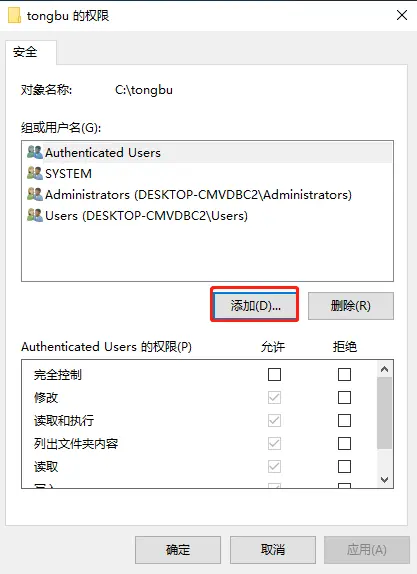 tongbu 的权限
安全
对象名称: C:\tongbu
组或用户名(G):
Authenticated Users
SYSTEM
Administrators (DESKTOP-CMVDBC2\Administrators)
Users (DESKTOP-CMVDBC2\Users)
添加(D)... 删除(R)
Authenticated Users 的权限(P) 允许 拒绝
完全控制
修改
读取和执行
列出文件夹内容
读取
确定 取消 应用(A)